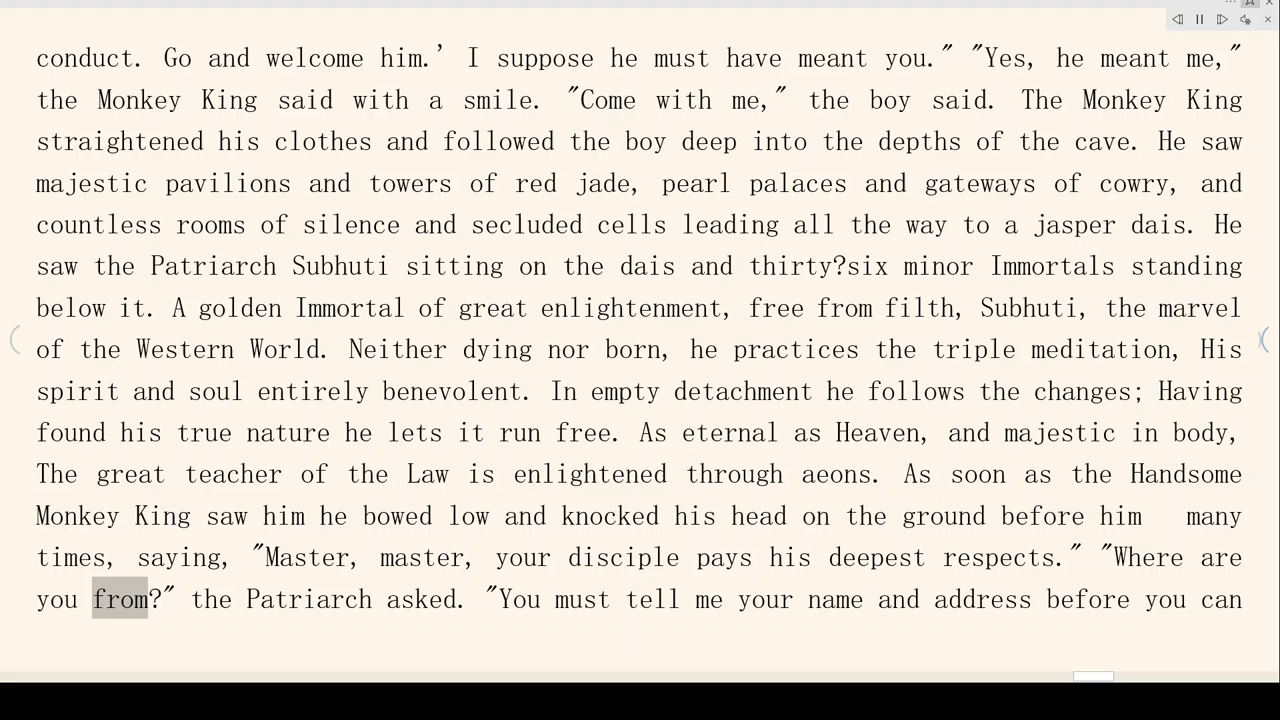 conduct. Go and welcome him.' I suppose he must have meant you." "Yes, he meant me,"
the Monkey King said with a smile. "Come with me," the boy said. The Monkey King
straightened his clothes and followed the boy deep into the depths of the cave. He saw
majestic pavilions and towers of red jade, pearl palaces and gateways of cowry, and
countless rooms of silence and secluded cells leading all the way to a jasper dais. He
saw the Patriarch Subhuti sitting on the dais and thirty?six minor Immortals standing
below it. A golden Immortal of great enlightenment, free from filth, Subhuti, the marvel
of the Western World. Neither dying nor born, he practices the triple meditation, His
spirit and soul entirely benevolent. In empty detachment he follows the changes; Having
found his true nature he lets it run free. As eternal as Heaven, and majestic in body,
The great teacher of the Law is enlightened through aeons. As soon as the Handsome
Monkey King saw him he bowed low and knocked his head on the ground before him many
times, saying, "Master, master, your disciple pays his deepest respects." "Where are
you from?" the Patriarch asked. "You must tell me your name and address before you can